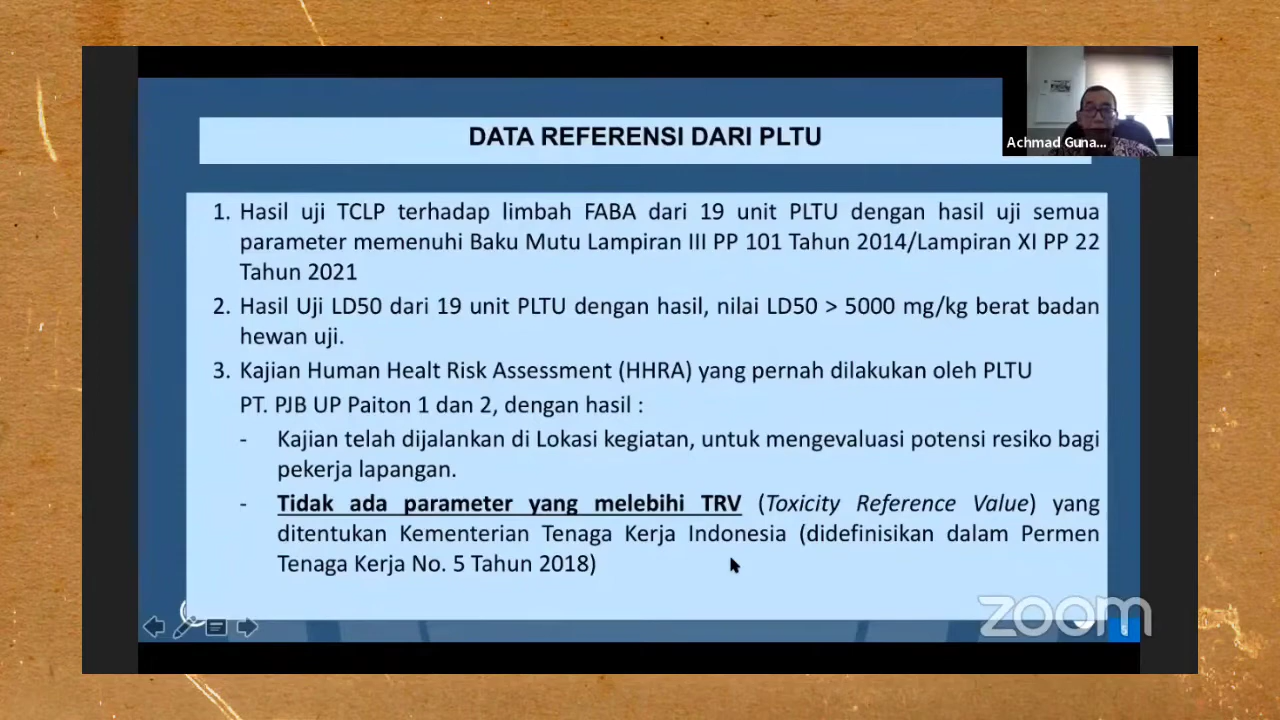 DATA REFERENSI DARI PLTU
Achmad Guna...
1. Hasil uji TCLP terhadap limbah FABA dari 19 unit PLTU dengan hasil uji semua
parameter memenuhi Baku Mutu Lampiran III PP 101 Tahun 2014/Lampiran XI PP 22
Tahun 2021
2. Hasil Uji LD50 dari 19 unit PLTU dengan hasil, nilai LD50 > 5000 mg/kg berat badan
hewan uji.
3. Kajian Human Healt Risk Assessment (HHRA) yang pernah dilakukan oleh PLTU
PT. PJB UP Paiton 1 dan 2, dengan hasil :
- Kajian telah dijalankan di Lokasi kegiatan, untuk mengevaluasi potensi resiko bagi
pekerja lapangan.
- Tidak ada parameter yang melebihi TRV (Toxicity Reference Value) yang
ditentukan Kementerian Tenaga Kerja Indonesia (didefinisikan dalam Permen
Tenaga Kerja No. 5 Tahun 2018)
zoom